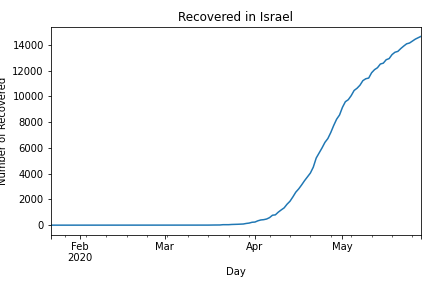 Recovered in Israel
14000
12000
10000
8000
6000
4000
2000
0
Number of Recovered
Feb
2020
Mar
Apr
May
Day